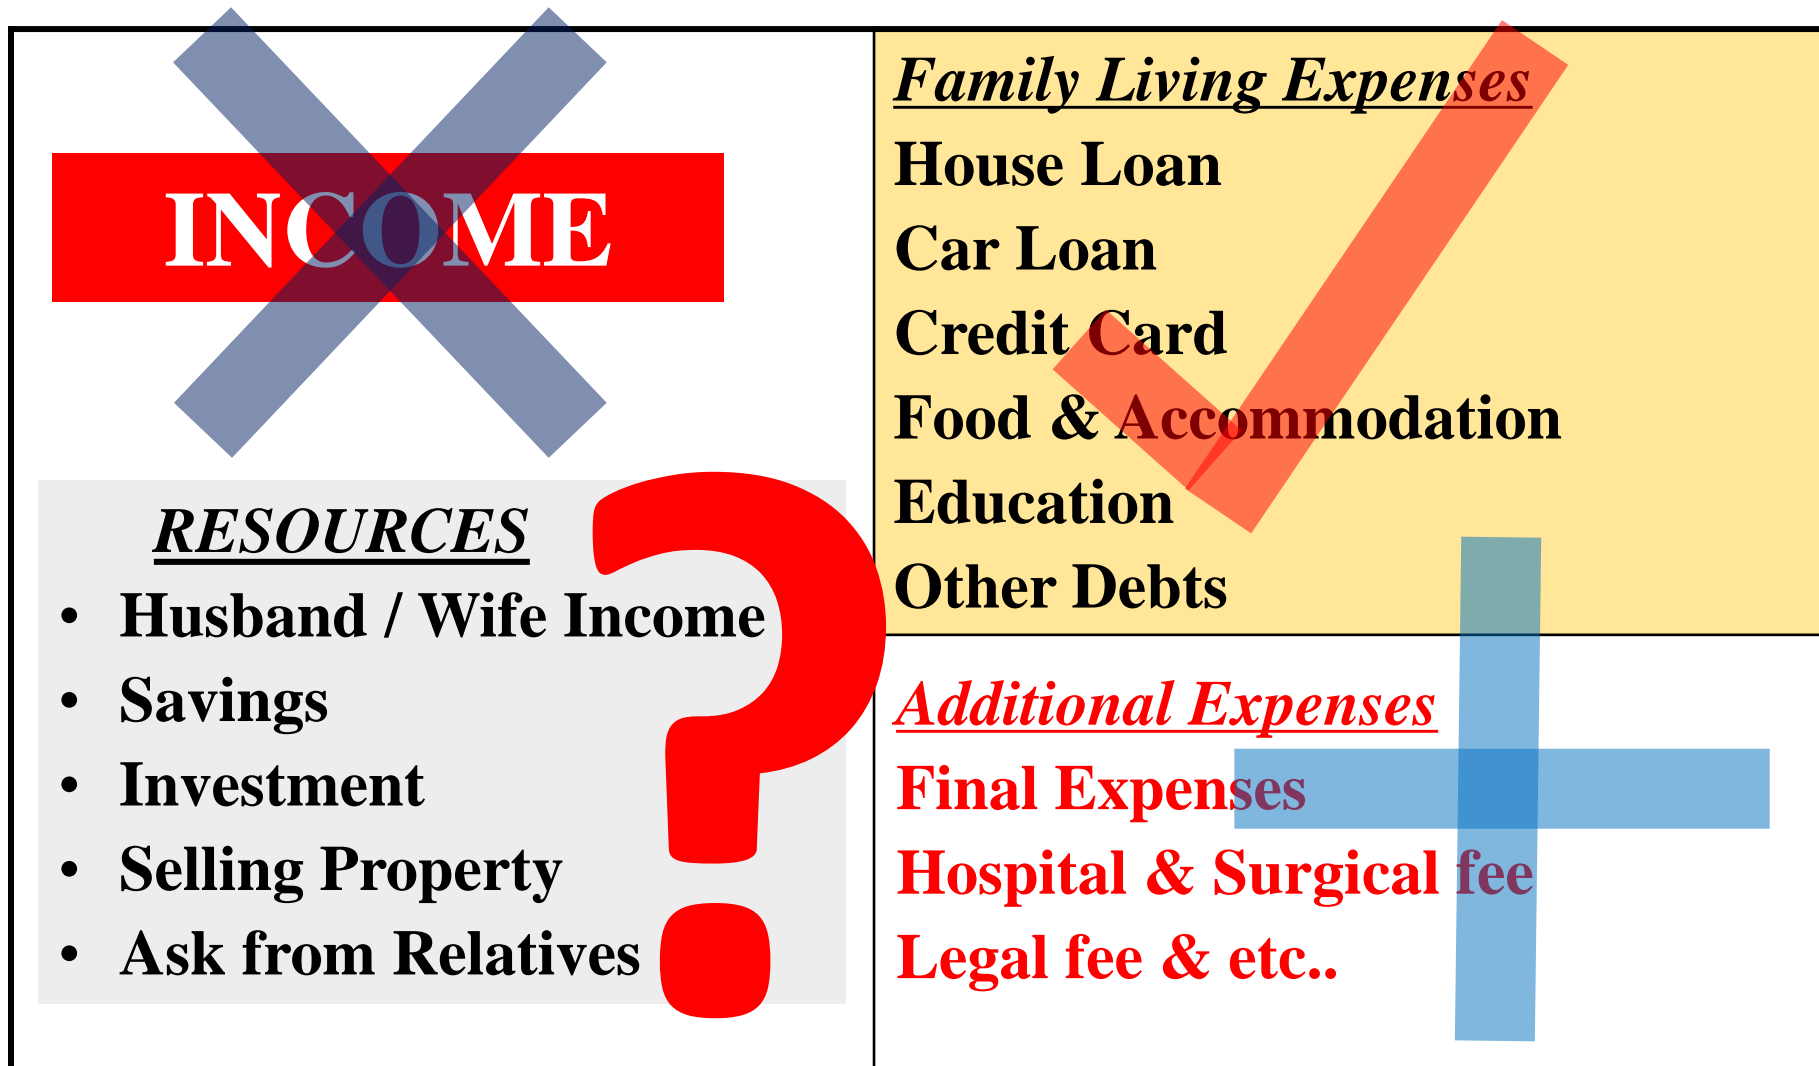 INCOME
RESOURCES
• Husband / Wife Income
• Savings
• Investment
• Selling Property
• Ask from Relatives
?
Family Living Expenses
House Loan
Car Loan
Credit Card
Food & Accommodation
Education
Other Debts
Additional Expenses
Final Expenses
Hospital & Surgical fee
Legal fee & etc..